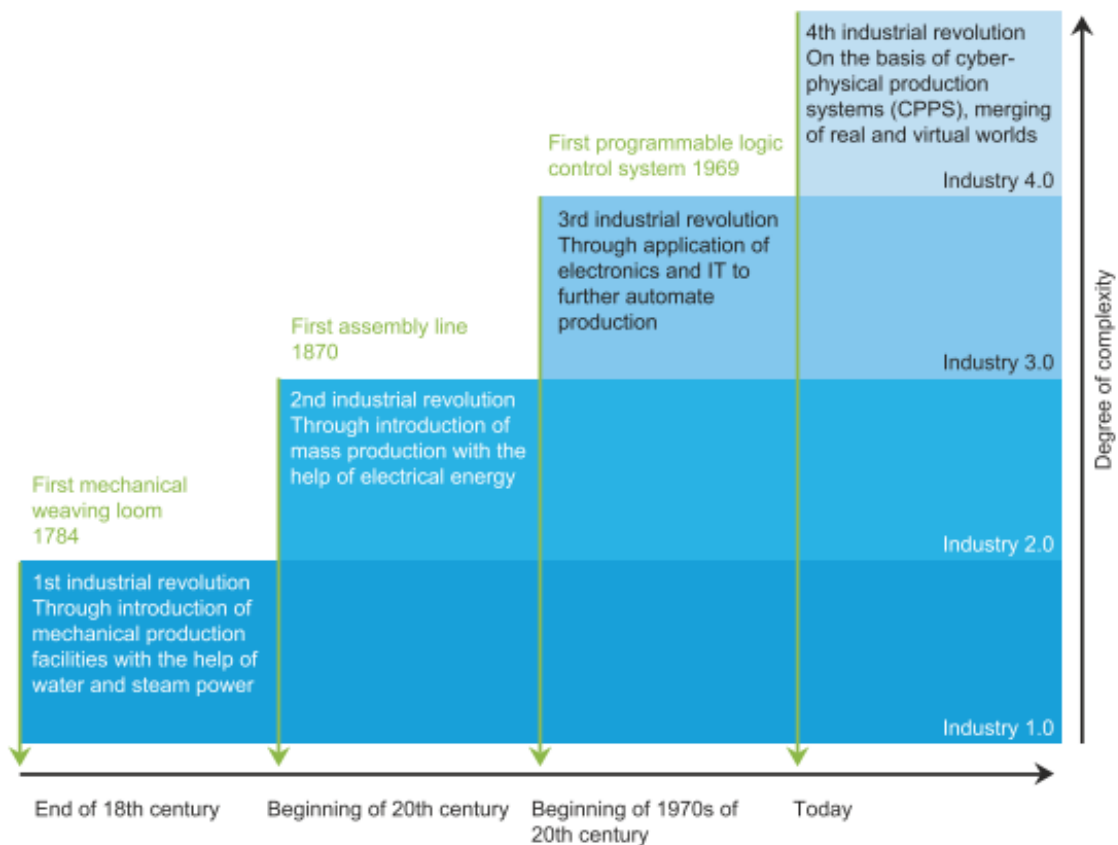 4th industrial revolution
On the basis of cyber-
physical production
systems (CPPS), merging
of real and virtual worlds
Industry 4.0
First programmable logic
control system 1969
3rd industrial revolution
Through application of
electronics and IT to
further automate
production
Industry 3.0
First assembly line
1870
2nd industrial revolution
Through introduction of
mass production with the
help of electrical energy
Industry 2.0
First mechanical
weaving loom
1784
1st industrial revolution
Through introduction of
mechanical production
facilities with the help of
water and steam power
Industry 1.0
Degree of complexity
End of 18th century
Beginning of 20th century
Beginning of 1970s of
20th century
Today